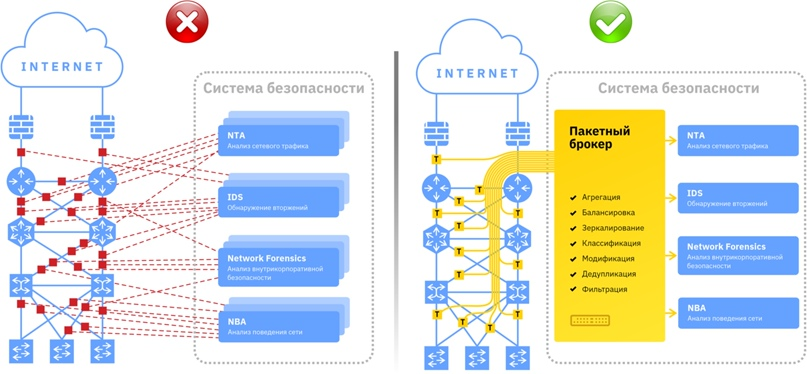 INTERNET
Система безопасности
NTA
Анализ сетевого трафика
IDS
Обнаружение вторжений
Network Forensics
Анализ внутрикорпоративной
безопасности
NBA
Анализ поведения сети
INTERNET
Система безопасности
Пакетный
брокер
Агрегация
Балансировка
Зеркалирование
Классификация
Модификация
Дедупликация
Фильтрация
NTA
Анализ сетевого трафика
IDS
Обнаружение вторжений
Network Forensics
Анализ внутрикорпоративной
безопасности
NBA
Анализ поведения сети
T
T
T
T
T
T
T
T
T
T
T
T